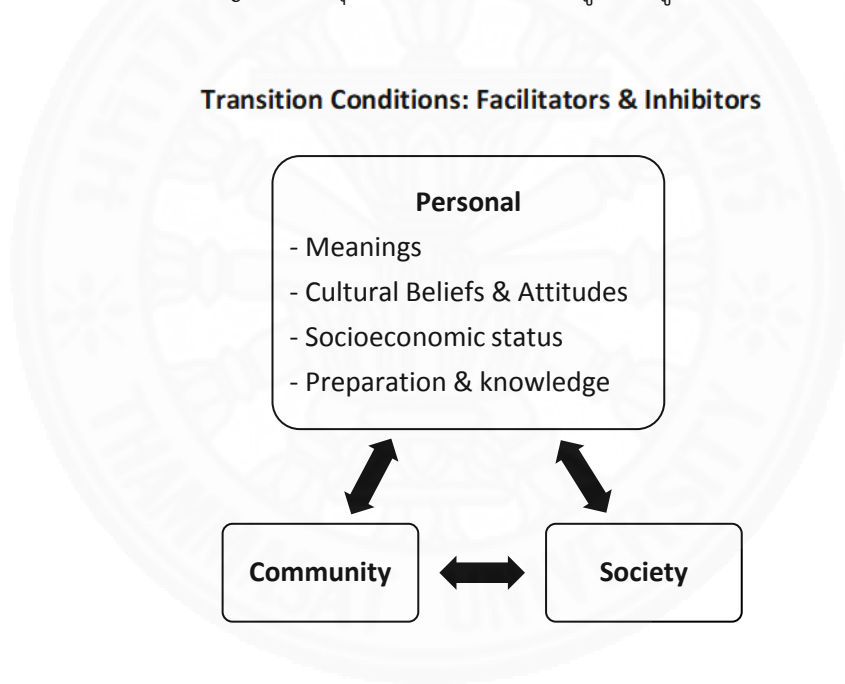 Transition Conditions: Facilitators & Inhibitors
Personal
- Meanings
- Cultural Beliefs & Attitudes
- Socioeconomic status
- Preparation & knowledge
Community
Society